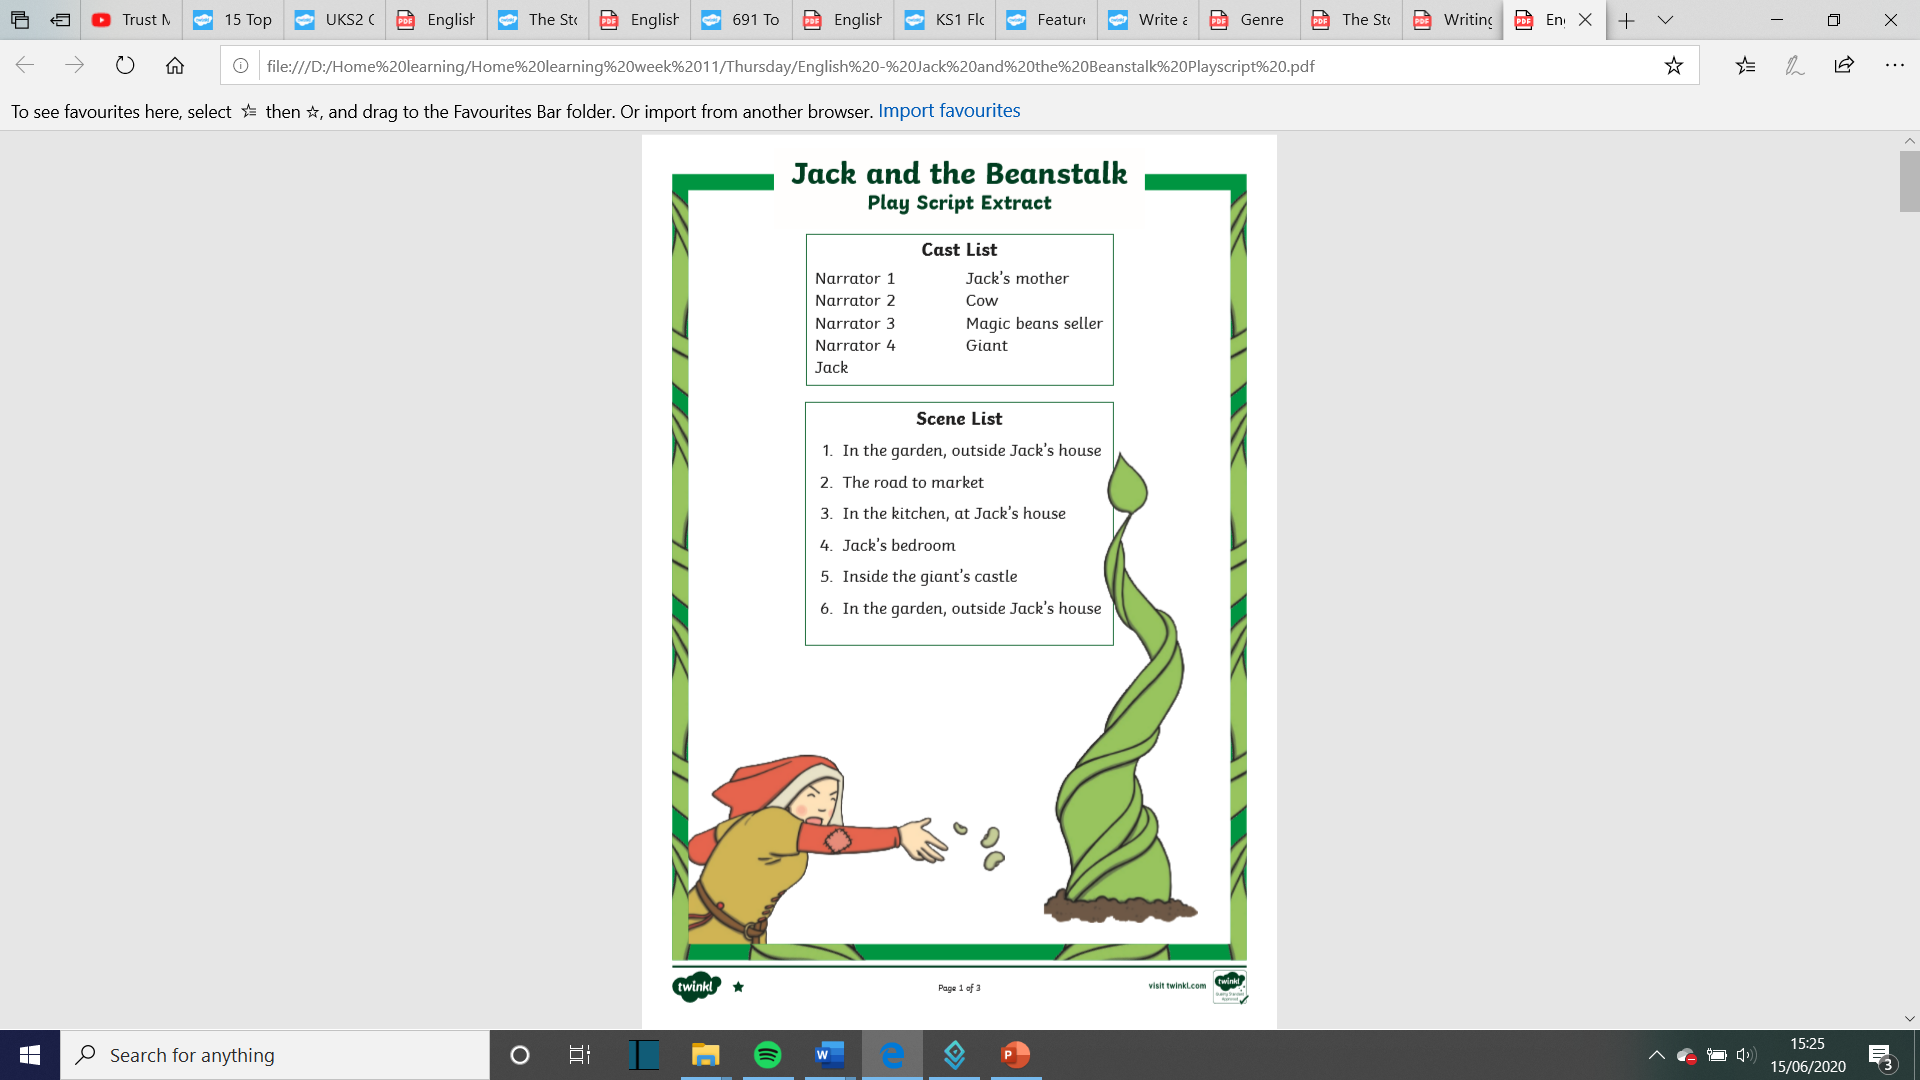 Trust M
15 Top
UKS2 C
English
The Sto
English
691 To
English
KS1 Flo
Feature
Write a
Genre
The Sto
Writing
En
file:///D:/Home%20learning/Home%20learning%20week%2011/Thursday/English%20-%20Jack%20and%20the%20Beanstalk%20Playscript%20.pdf
To see favourites here, select then, and drag to the Favourites Bar folder. Or import from another browser. Import favourites
Jack and the Beanstalk
Play Script Extract
Cast List
Narrator 1 Jack's mother
Narrator 2 Cow
Narrator 3 Magic beans seller
Narrator 4 Giant
Jack
Scene List
1. In the garden, outside Jack's house
2. The road to market
3. In the kitchen, at Jack's house
4. Jack's bedroom
5. Inside the giant's castle
6. In the garden, outside Jack's house
twinkl
Page 1 of 3
visit twinkl.com
twinkl
Search for anything
15:25
15/06/2020
3